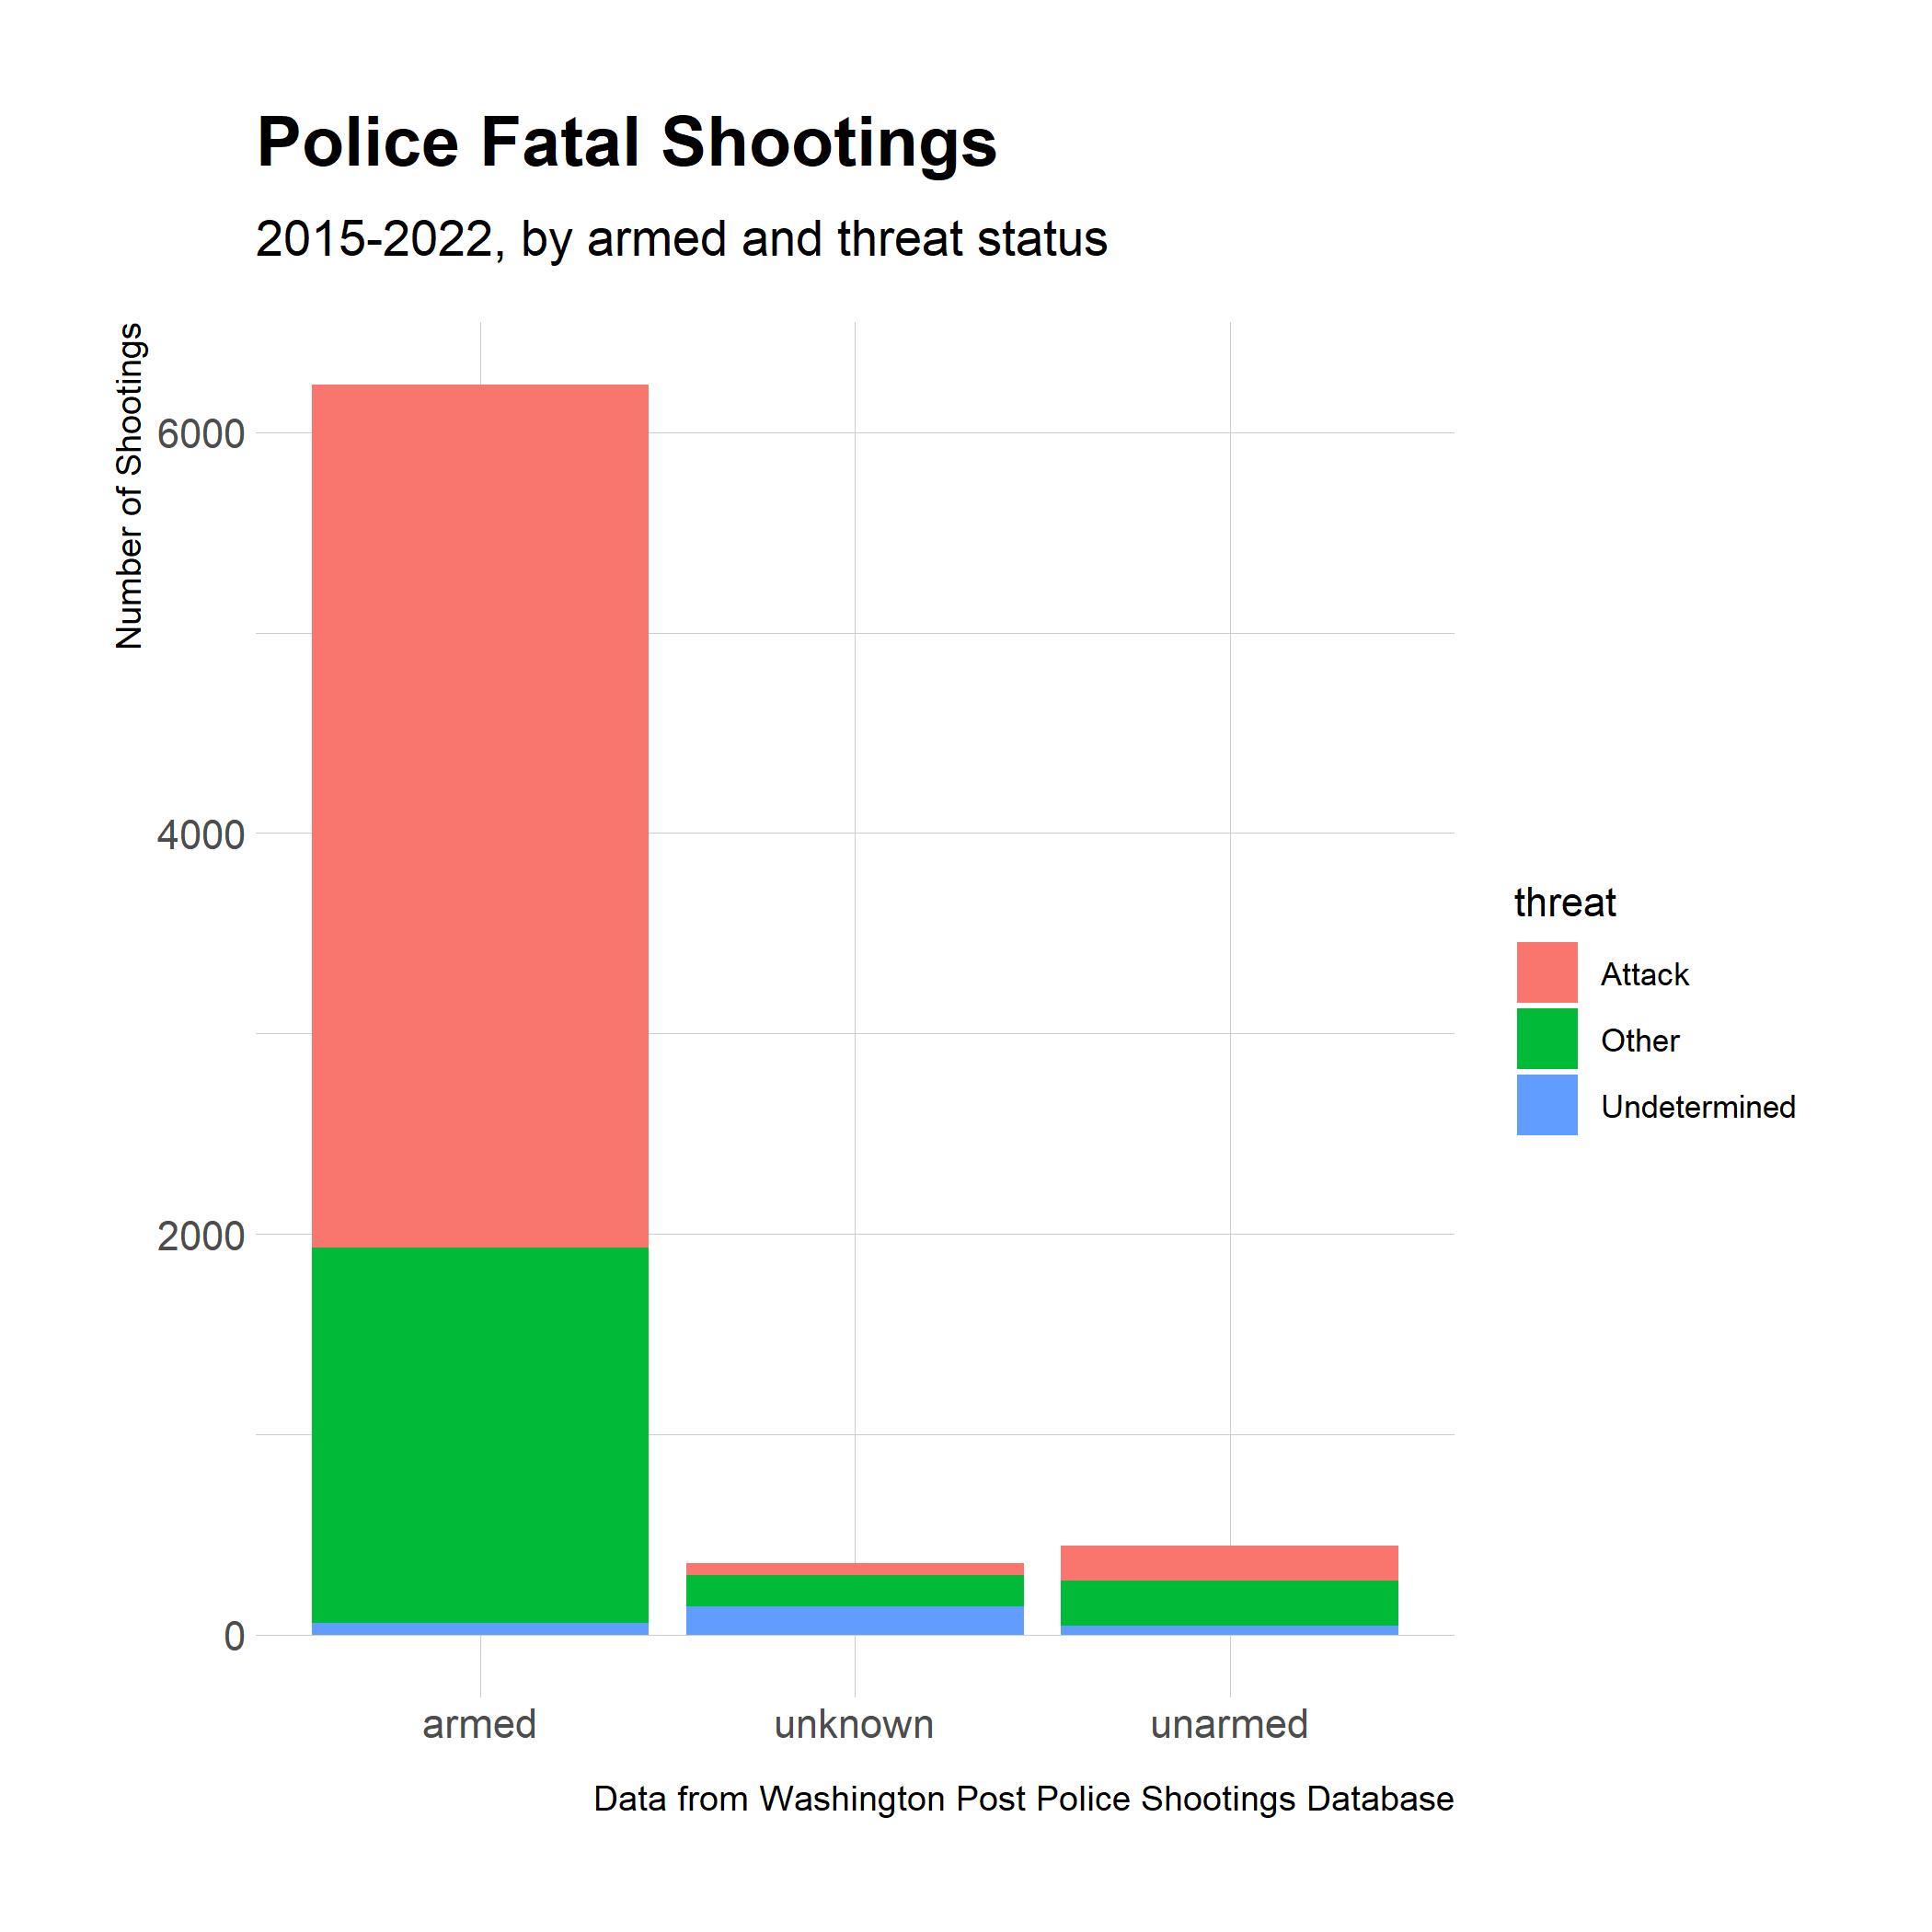 Police Fatal Shootings
2015-2022, by armed and threat status
Number of Shootings
6000
4000
2000
0
armed
unknown
unarmed
threat
Attack
Other
Undetermined
Data from Washington Post Police Shootings Database